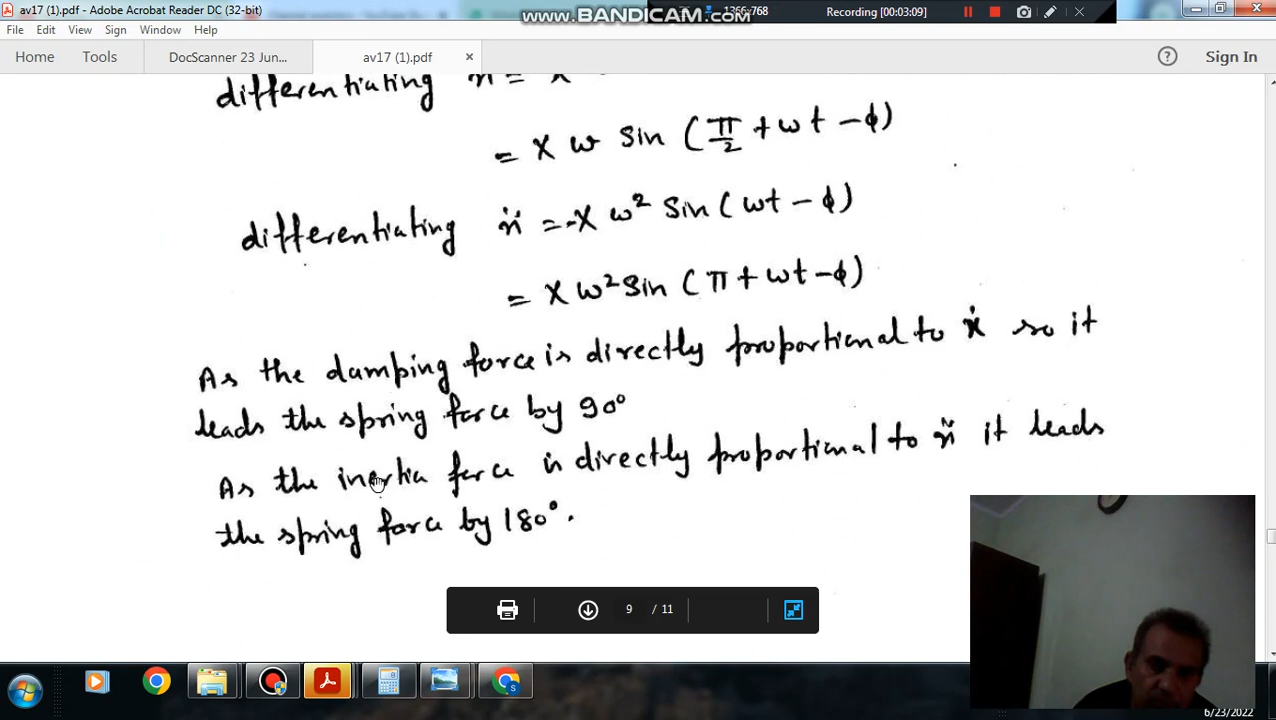 av17 (1).pdf - Adobe Acrobat Reader DC (32-bit)
www.BANDICAM.com
1366x768
Recording [00:03:09]
File Edit View Sign Window Help
Home Tools DocScanner 23 Jun... av17 (1).pdf × Sign In
differentiating
= X ω Sin (π/2 + ωt - ϕ)
differentiating ẍ = -X ω² Sin (ωt - ϕ)
= X ω² Sin (π + ωt - ϕ)
As the damping force is directly proportional to ẋ so it
leads the spring force by 90°
As the inertia force is directly proportional to ẍ it leads
the spring force by 180°.
9 / 11
6/23/2022